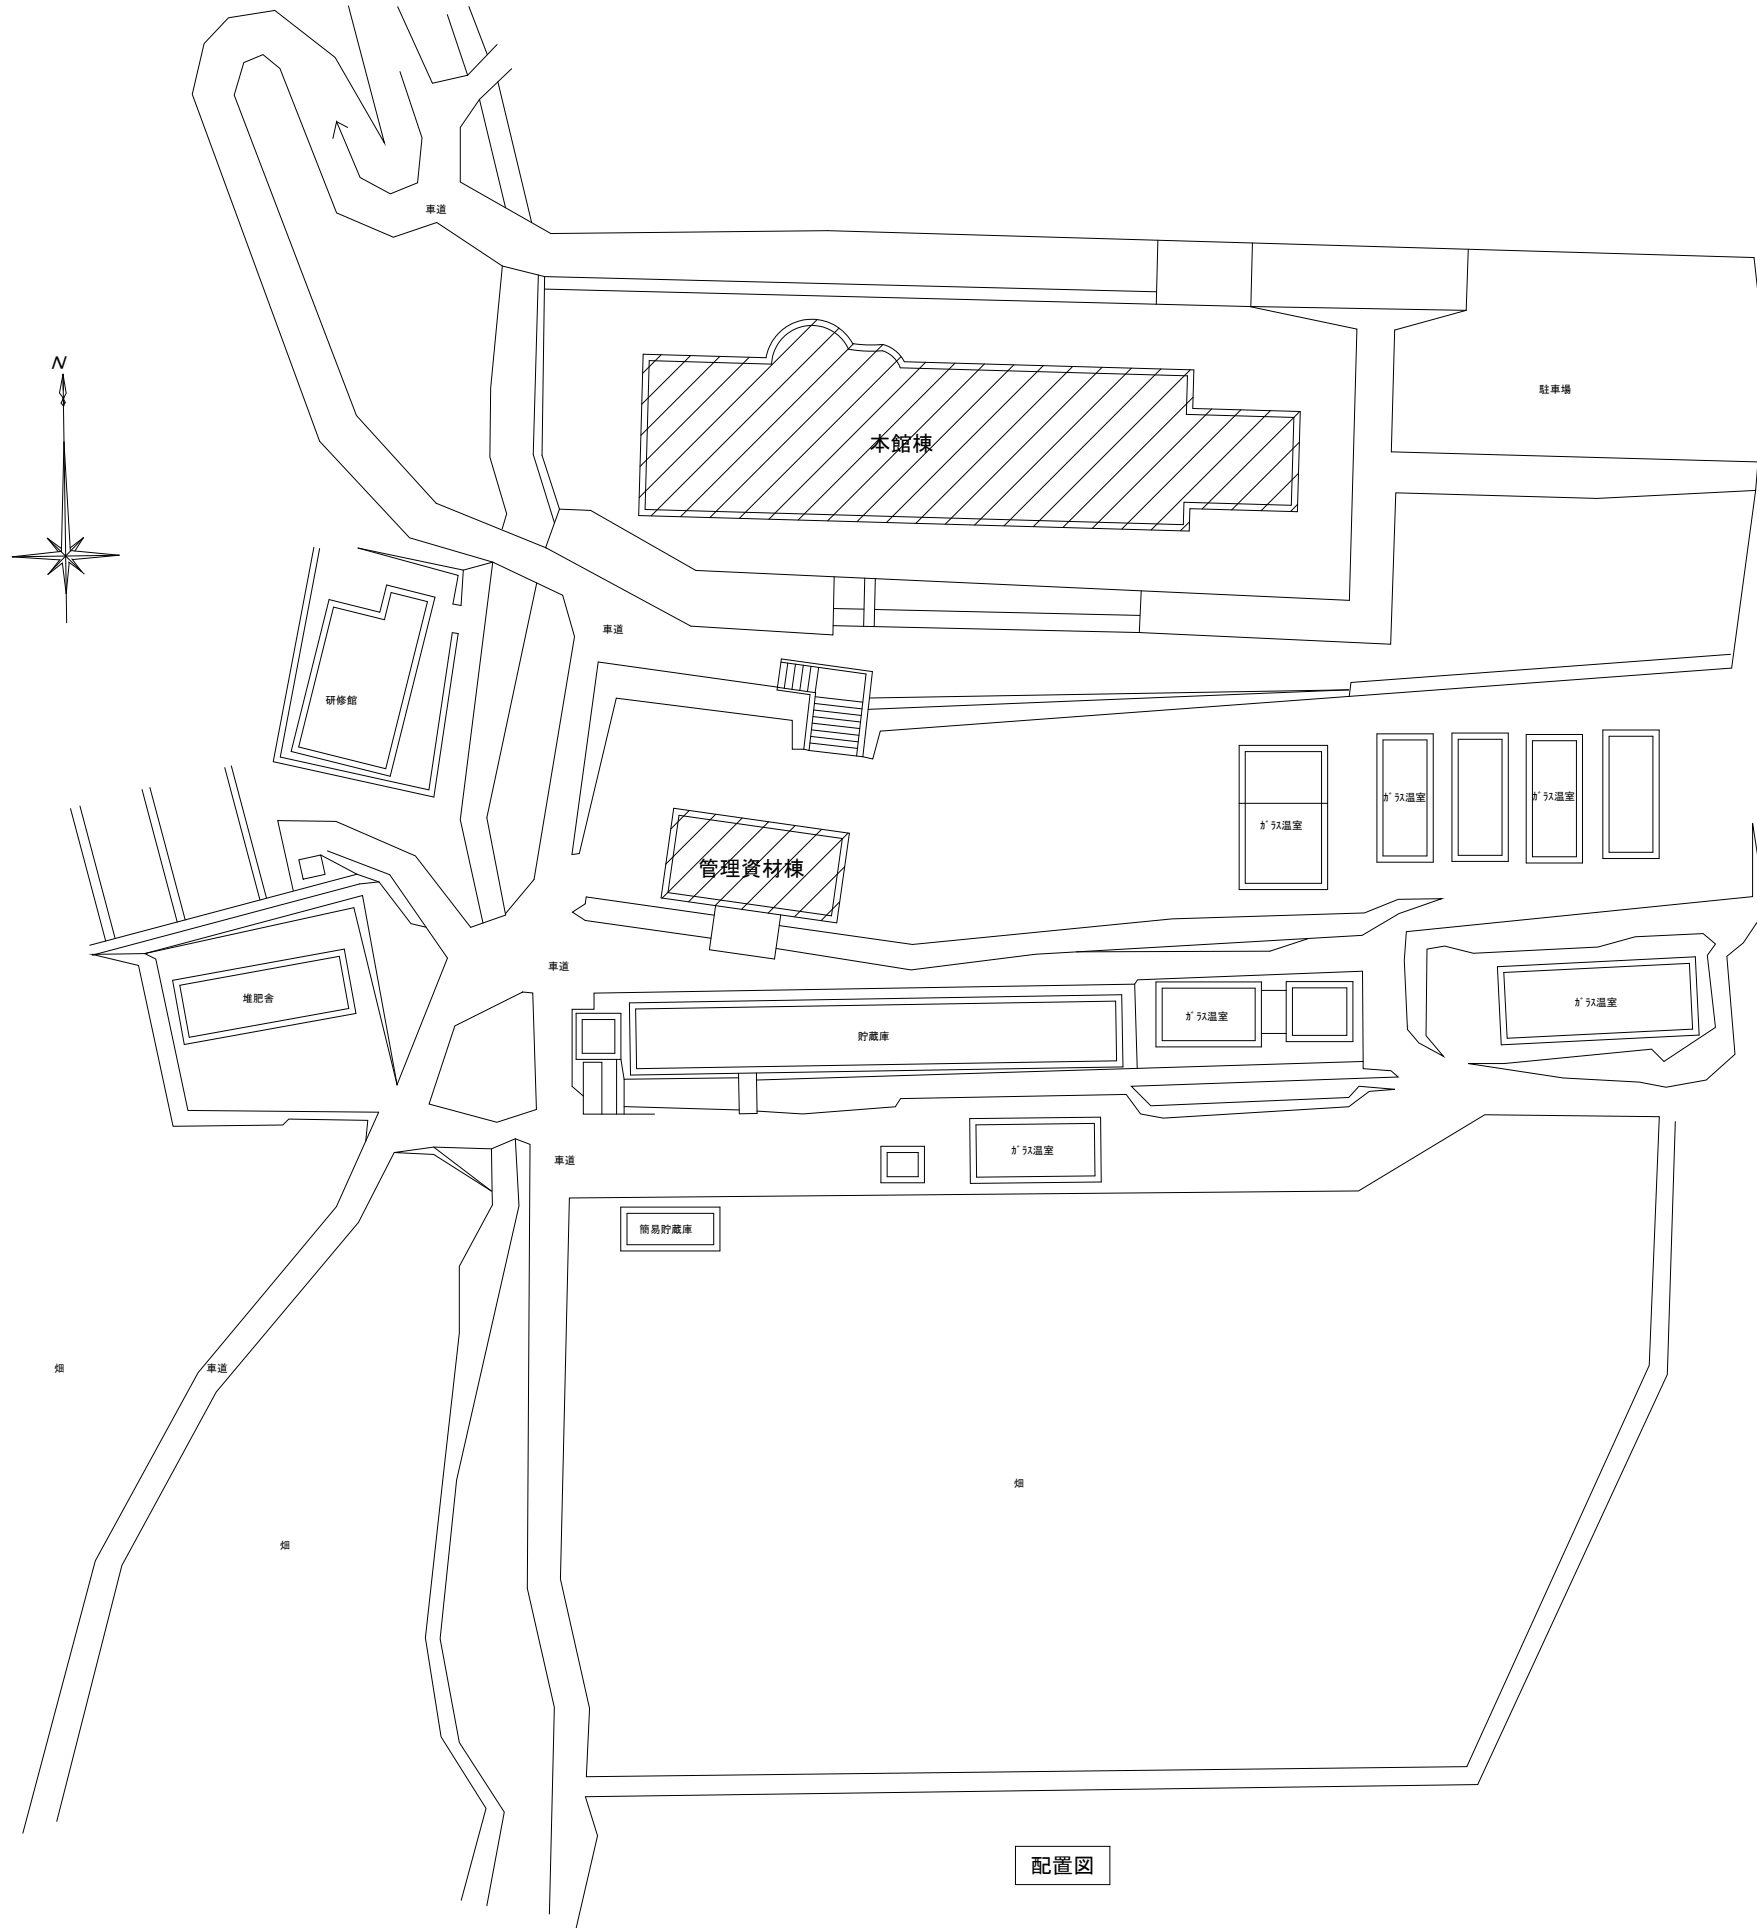 車道
N
駐車場
本館棟
車道
研修館
ｶﾞﾗｽ温室
ｶﾞﾗｽ温室
ｶﾞﾗｽ温室
管理資材棟
車道
堆肥舎
貯蔵庫
ｶﾞﾗｽ温室
ｶﾞﾗｽ温室
車道
ｶﾞﾗｽ温室
簡易貯蔵庫
畑
車道
畑
畑
配置図